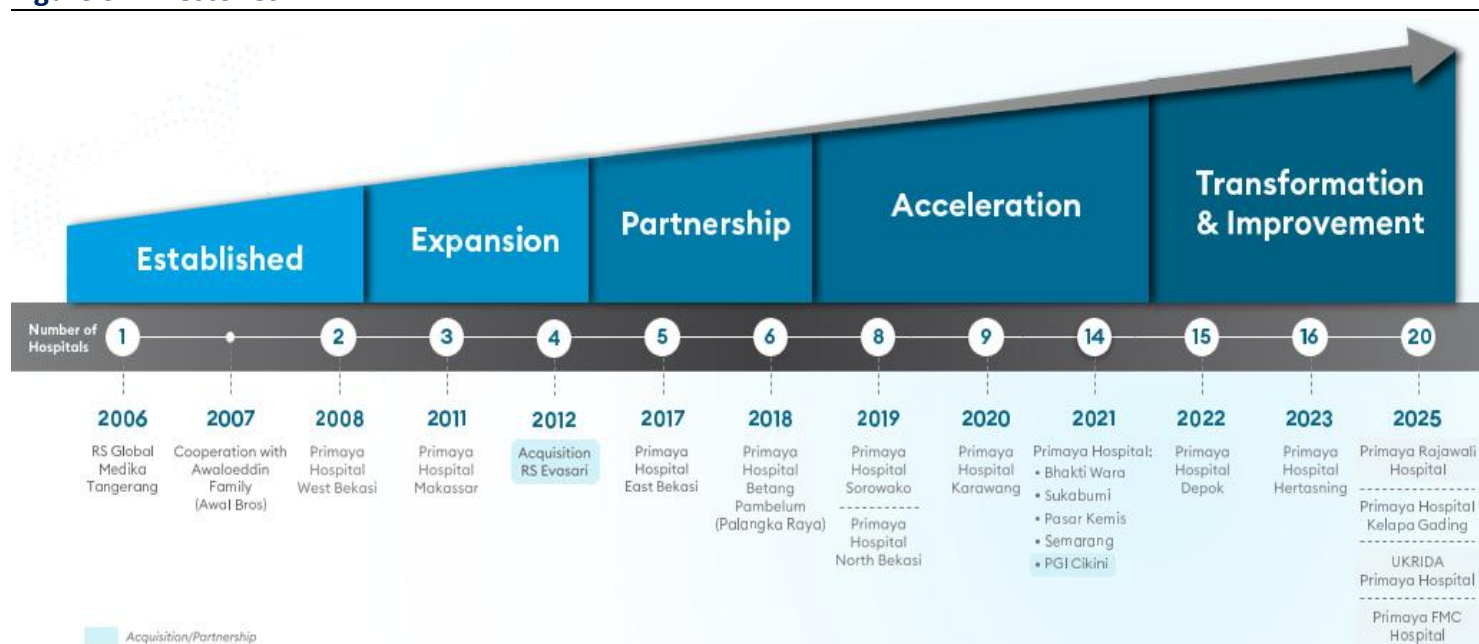 Established
Expansion
Partnership
Acceleration
Transformation
& Improvement
Number of
Hospitals
1
2
3
4
5
6
8
9
14
15
16
20
2006
RS Global
Medika
Tangerang
2007
Cooperation with
Awaloeddin
Family
(Awal Bros)
2008
Primaya
Hospital
West Bekasi
2011
Primaya
Hospital
Makassar
2012
Acquisition
RS Evasari
2017
Primaya
Hospital
East Bekasi
2018
Primaya
Hospital
Betang
Pambelum
(Palangka Raya)
2019
Primaya
Hospital
Sorowako
Primaya
Hospital
North Bekasi
2020
Primaya
Hospital
Karawang
2021
Primaya Hospital:
• Bhakti Wara
• Sukabumi
• Pasar Kemis
• Semarang
• PGI Cikini
2022
Primaya
Hospital
Depok
2023
Primaya
Hospital
Hertasning
2025
Primaya Rajawali
Hospital
Primaya Hospital
Kelapa Gading
UKRIDA
Primaya Hospital
Primaya FMC
Hospital
Acquisition/Partnership